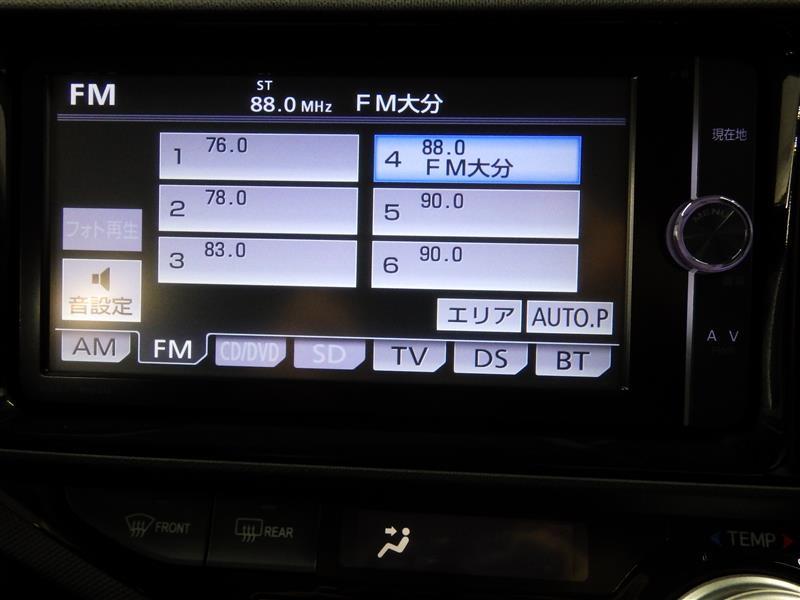 FM
ST
88.0 MHz ＦＭ大分
1 76.0
4 88.0
ＦＭ大分
2 78.0
5 90.0
3 83.0
6 90.0
フォト再生
音設定
エリア
AUTO.P
AM
FM
CD/DVD
SD
TV
DS
BT
現在地
MENU
A V
FRONT
REAR
TEMP